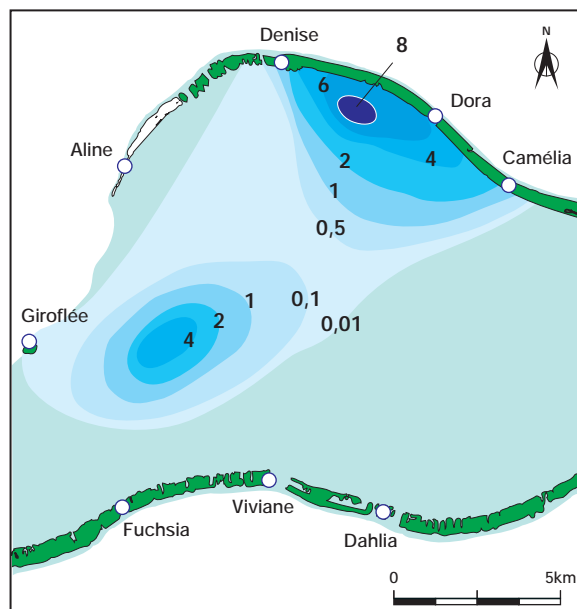 Denise
8
N
6
Dora
Aline
2
4
Camélia
1
0,5
1
0,1
2
0,01
Giroflée
4
Viviane
Fuchsia
Dahlia
0
5km